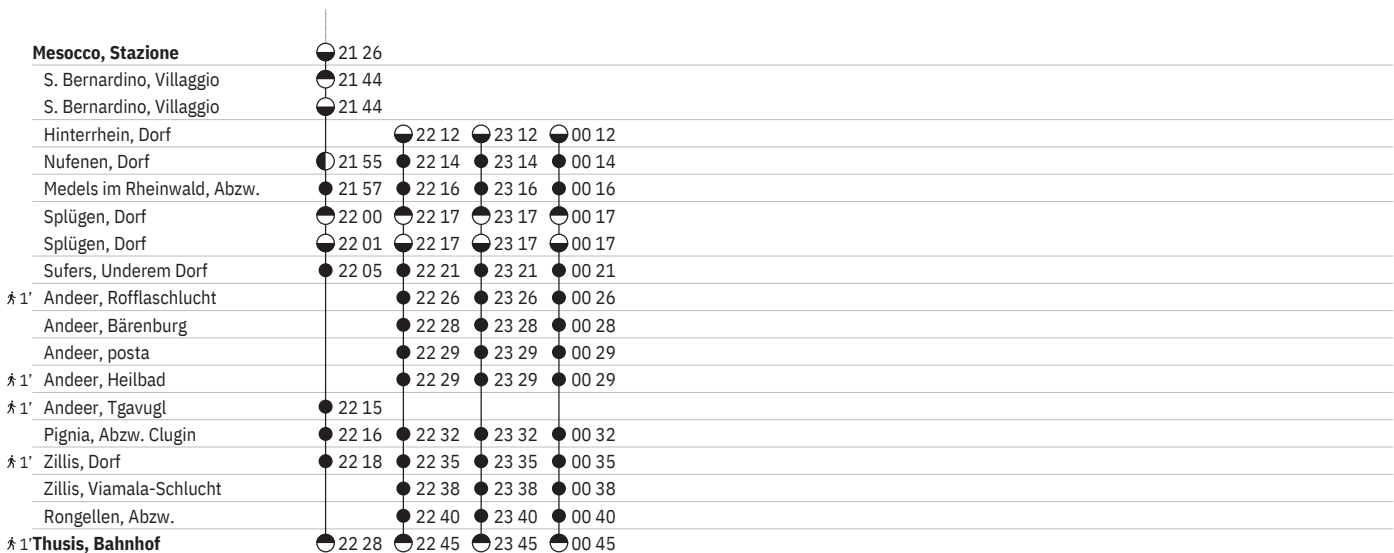 Mesocco, Stazione 21 26
S. Bernardino, Villaggio 21 44
S. Bernardino, Villaggio 21 44
Hinterrhein, Dorf 22 12 23 12 00 12
Nufenen, Dorf 21 55 22 14 23 14 00 14
Medels im Rheinwald, Abzw. 21 57 22 16 23 16 00 16
Splügen, Dorf 22 00 22 17 23 17 00 17
Splügen, Dorf 22 01 22 17 23 17 00 17
Sufers, Underem Dorf 22 05 22 21 23 21 00 21
1' Andeer, Rofflaschlucht 22 26 23 26 00 26
Andeer, Bärenburg 22 28 23 28 00 28
Andeer, posta 22 29 23 29 00 29
1' Andeer, Heilbad 22 29 23 29 00 29
1' Andeer, Tgavugl 22 15
Pignia, Abzw. Clugin 22 16 22 32 23 32 00 32
1' Zillis, Dorf 22 18 22 35 23 35 00 35
Zillis, Viamala-Schlucht 22 38 23 38 00 38
Rongellen, Abzw. 22 40 23 40 00 40
1' Thusis, Bahnhof 22 28 22 45 23 45 00 45